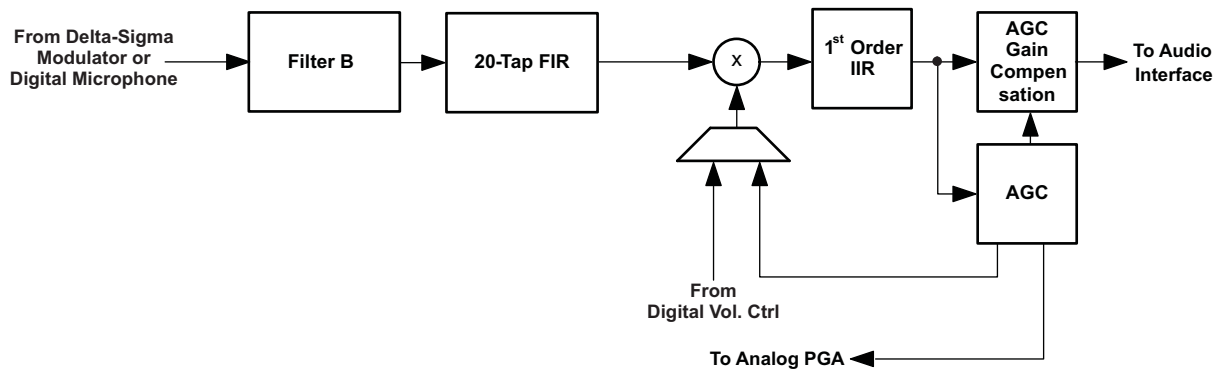 From Delta-Sigma
Modulator or
Digital Microphone
Filter B
20-Tap FIR
x
1st Order
IIR
AGC
Gain
Compen
sation
To Audio
Interface
AGC
From
Digital Vol. Ctrl
To Analog PGA